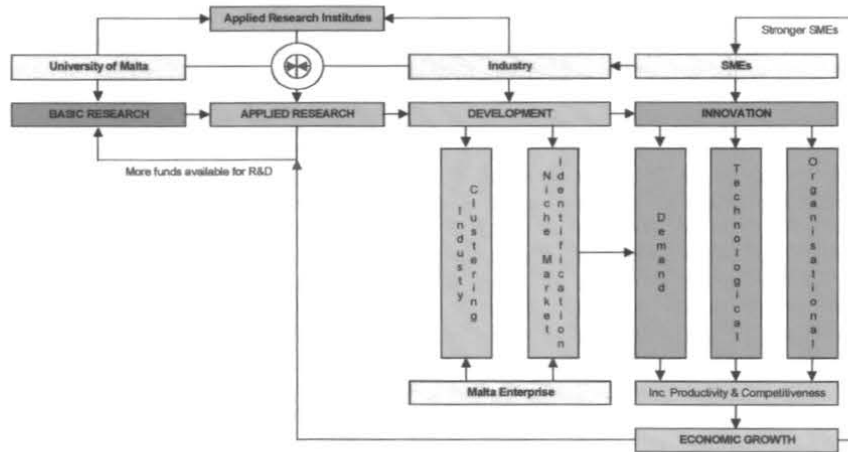 Applied Research Institutes
Stronger SMEs
University of Malta
Industry
SMEs
BASIC RESEARCH
APPLIED RESEARCH
DEVELOPMENT
INNOVATION
More funds available for R&D
Industy
Clustering
Niche Market
Identification
Demand
Technological
Organisational
Malta Enterprise
Inc. Productivity & Competitiveness
ECONOMIC GROWTH